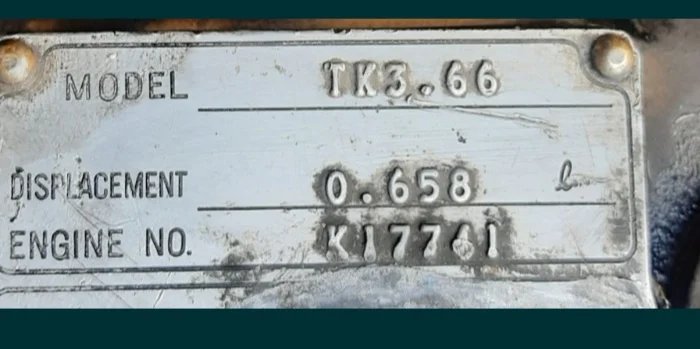 MODEL TK3.66
DISPLACEMENT 0.658 ℓ
ENGINE NO. K17741